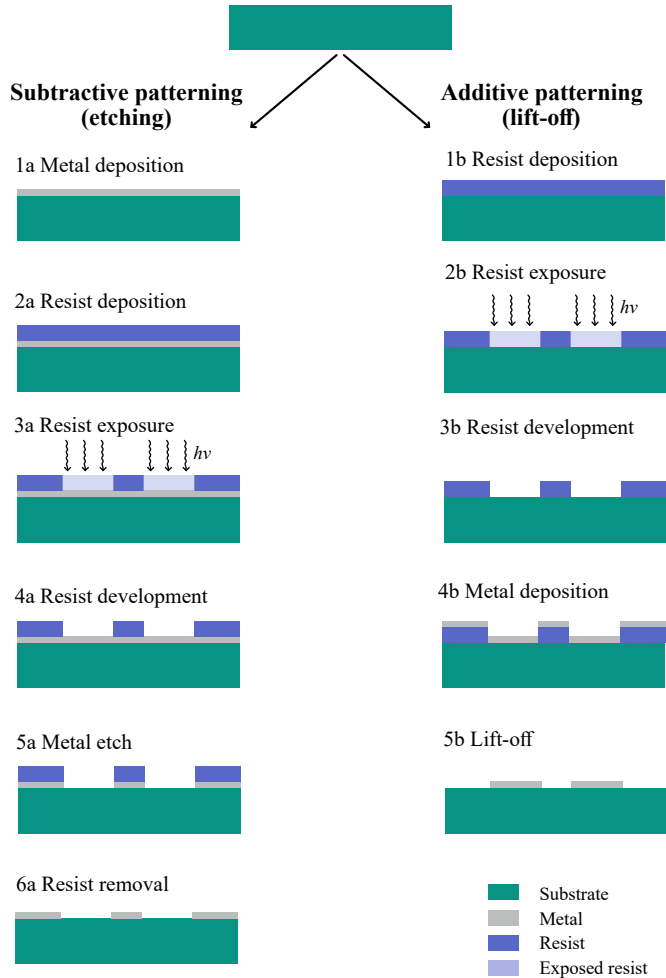 Subtractive patterning
(etching)
1a Metal deposition
2a Resist deposition
3a Resist exposure
hν
4a Resist development
5a Metal etch
6a Resist removal
Additive patterning
(lift-off)
1b Resist deposition
2b Resist exposure
hν
3b Resist development
4b Metal deposition
5b Lift-off
Substrate
Metal
Resist
Exposed resist